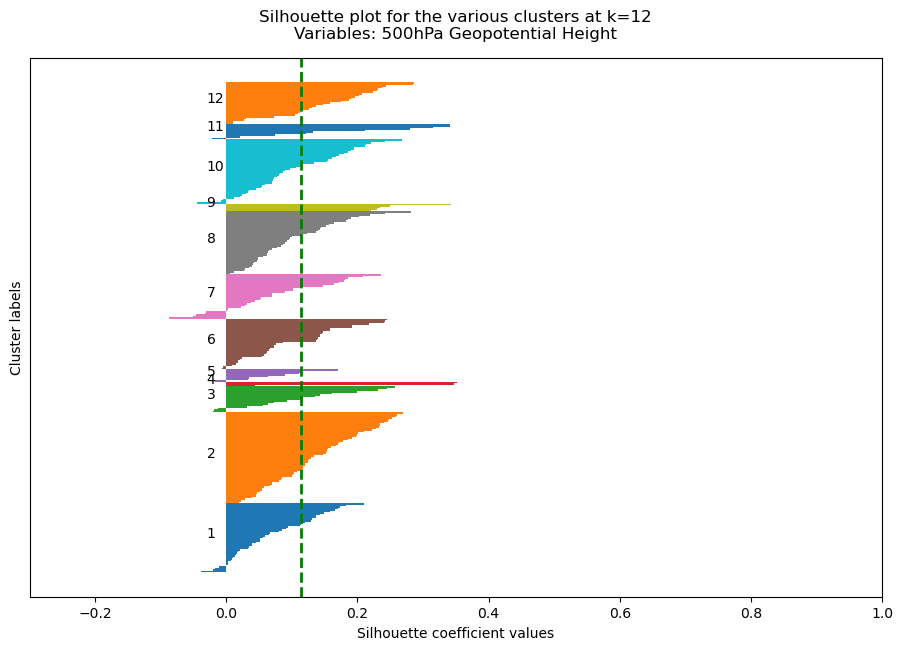 Silhouette plot for the various clusters at k=12
Variables: 500hPa Geopotential Height
Cluster labels
12
11
10
9
8
7
6
5
4
3
2
1
−0.2 0.0 0.2 0.4 0.6 0.8 1.0
Silhouette coefficient values